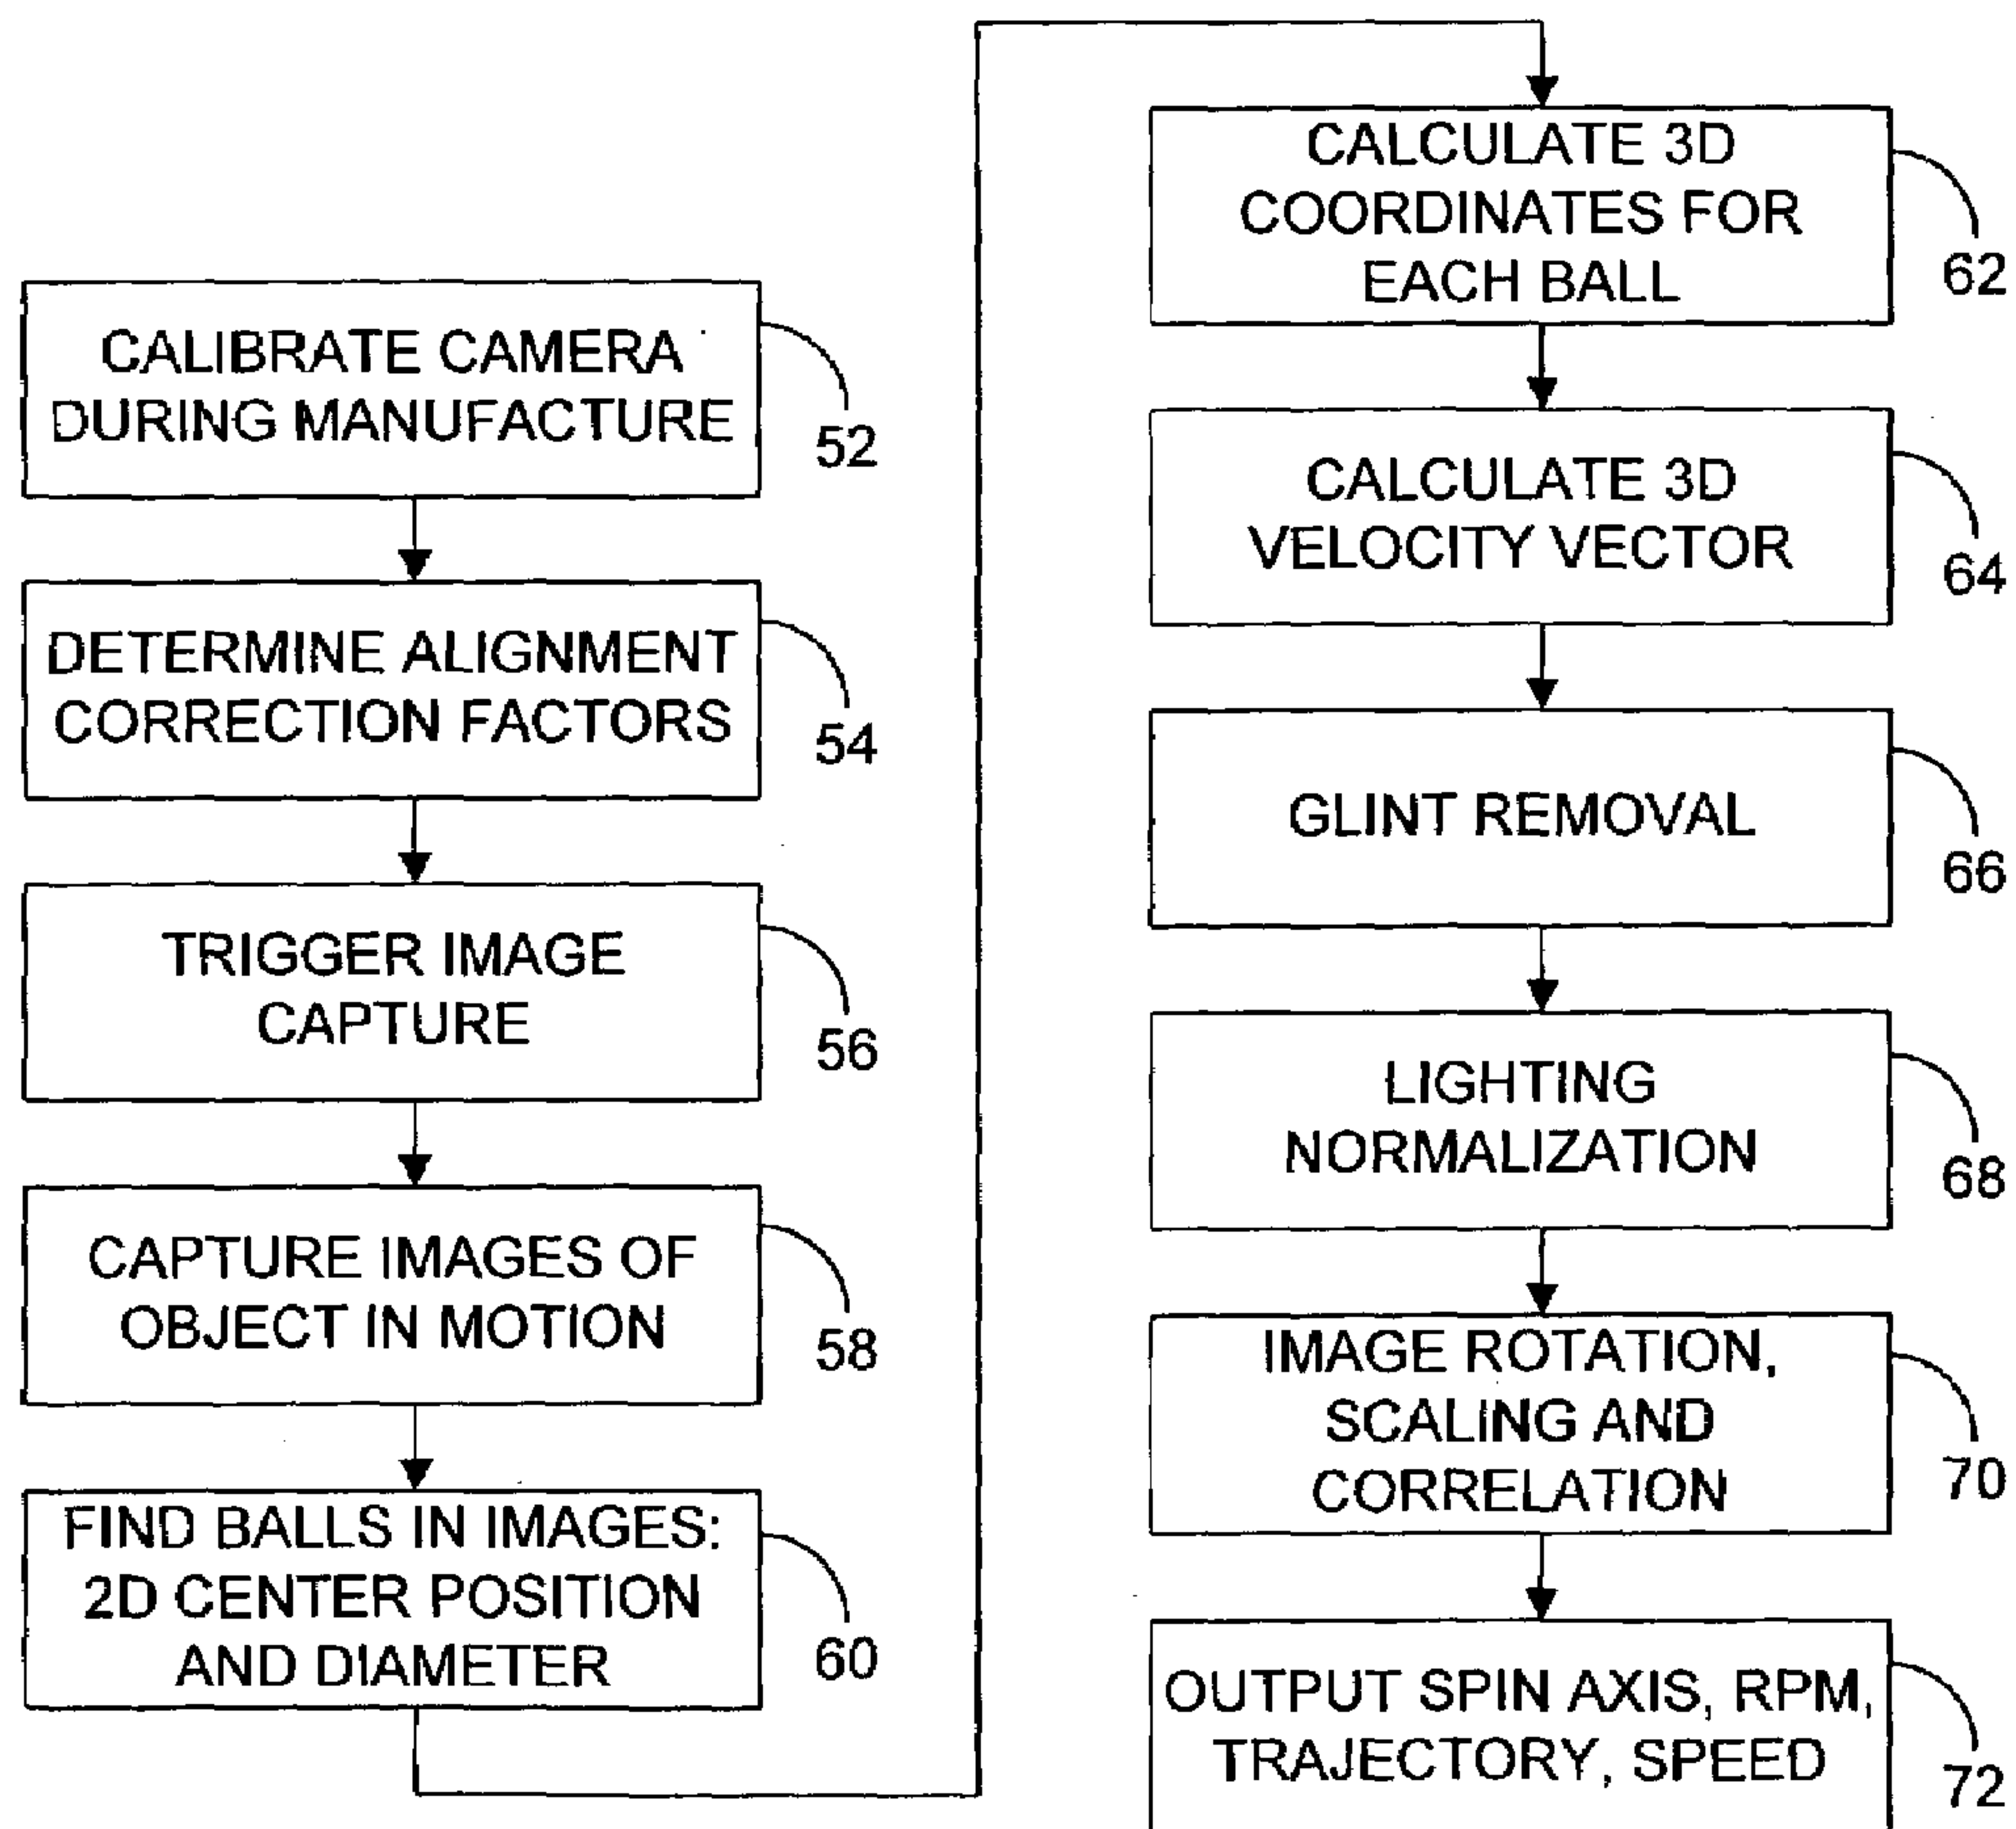 CALIBRATE CAMERA
DURING MANUFACTURE
52
DETERMINE ALIGNMENT
CORRECTION FACTORS
54
TRIGGER IMAGE
CAPTURE
56
CAPTURE IMAGES OF
OBJECT IN MOTION
58
FIND BALLS IN IMAGES:
2D CENTER POSITION
AND DIAMETER
60
CALCULATE 3D
COORDINATES FOR
EACH BALL
62
CALCULATE 3D
VELOCITY VECTOR
64
GLINT REMOVAL
66
LIGHTING
NORMALIZATION
68
IMAGE ROTATION,
SCALING AND
CORRELATION
70
OUTPUT SPIN AXIS, RPM,
TRAJECTORY, SPEED
72